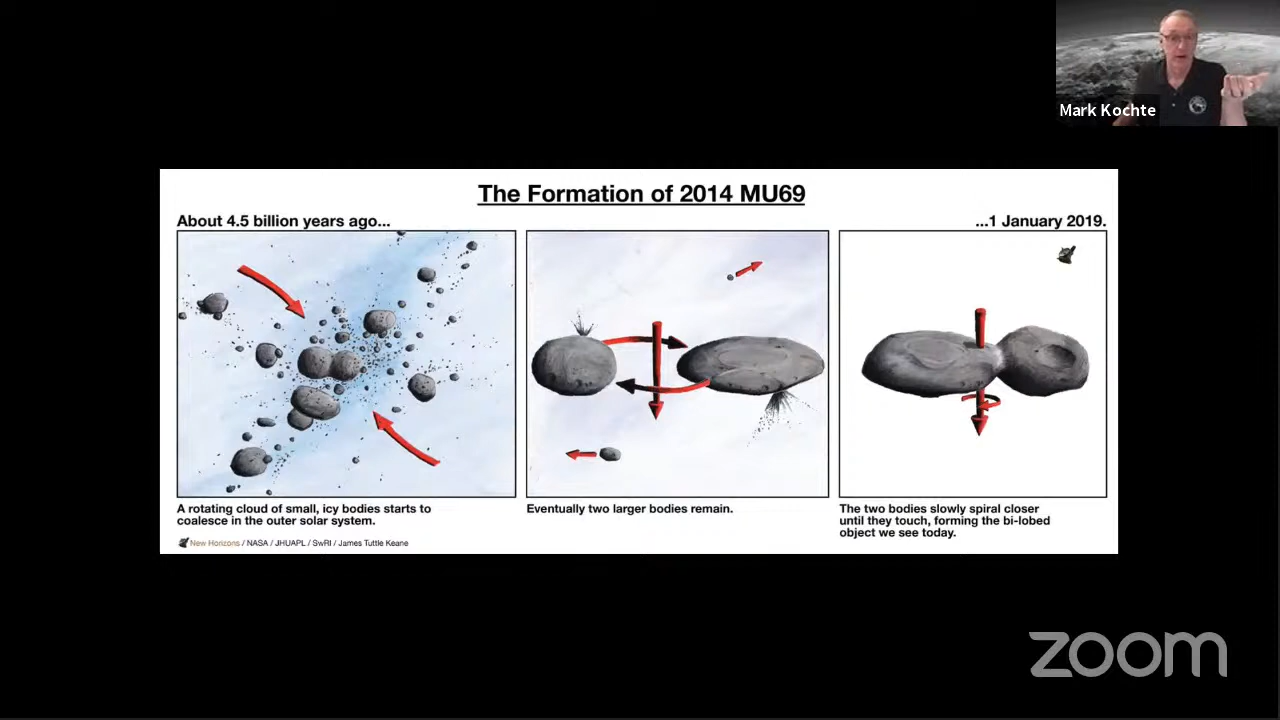 Mark Kochte
The Formation of 2014 MU69
About 4.5 billion years ago...
...1 January 2019.
A rotating cloud of small, icy bodies starts to
coalesce in the outer solar system.
Eventually two larger bodies remain.
The two bodies slowly spiral closer
until they touch, forming the bi-lobed
object we see today.
New Horizons / NASA / JHUAPL / SwRI / James Tuttle Keane
zoom